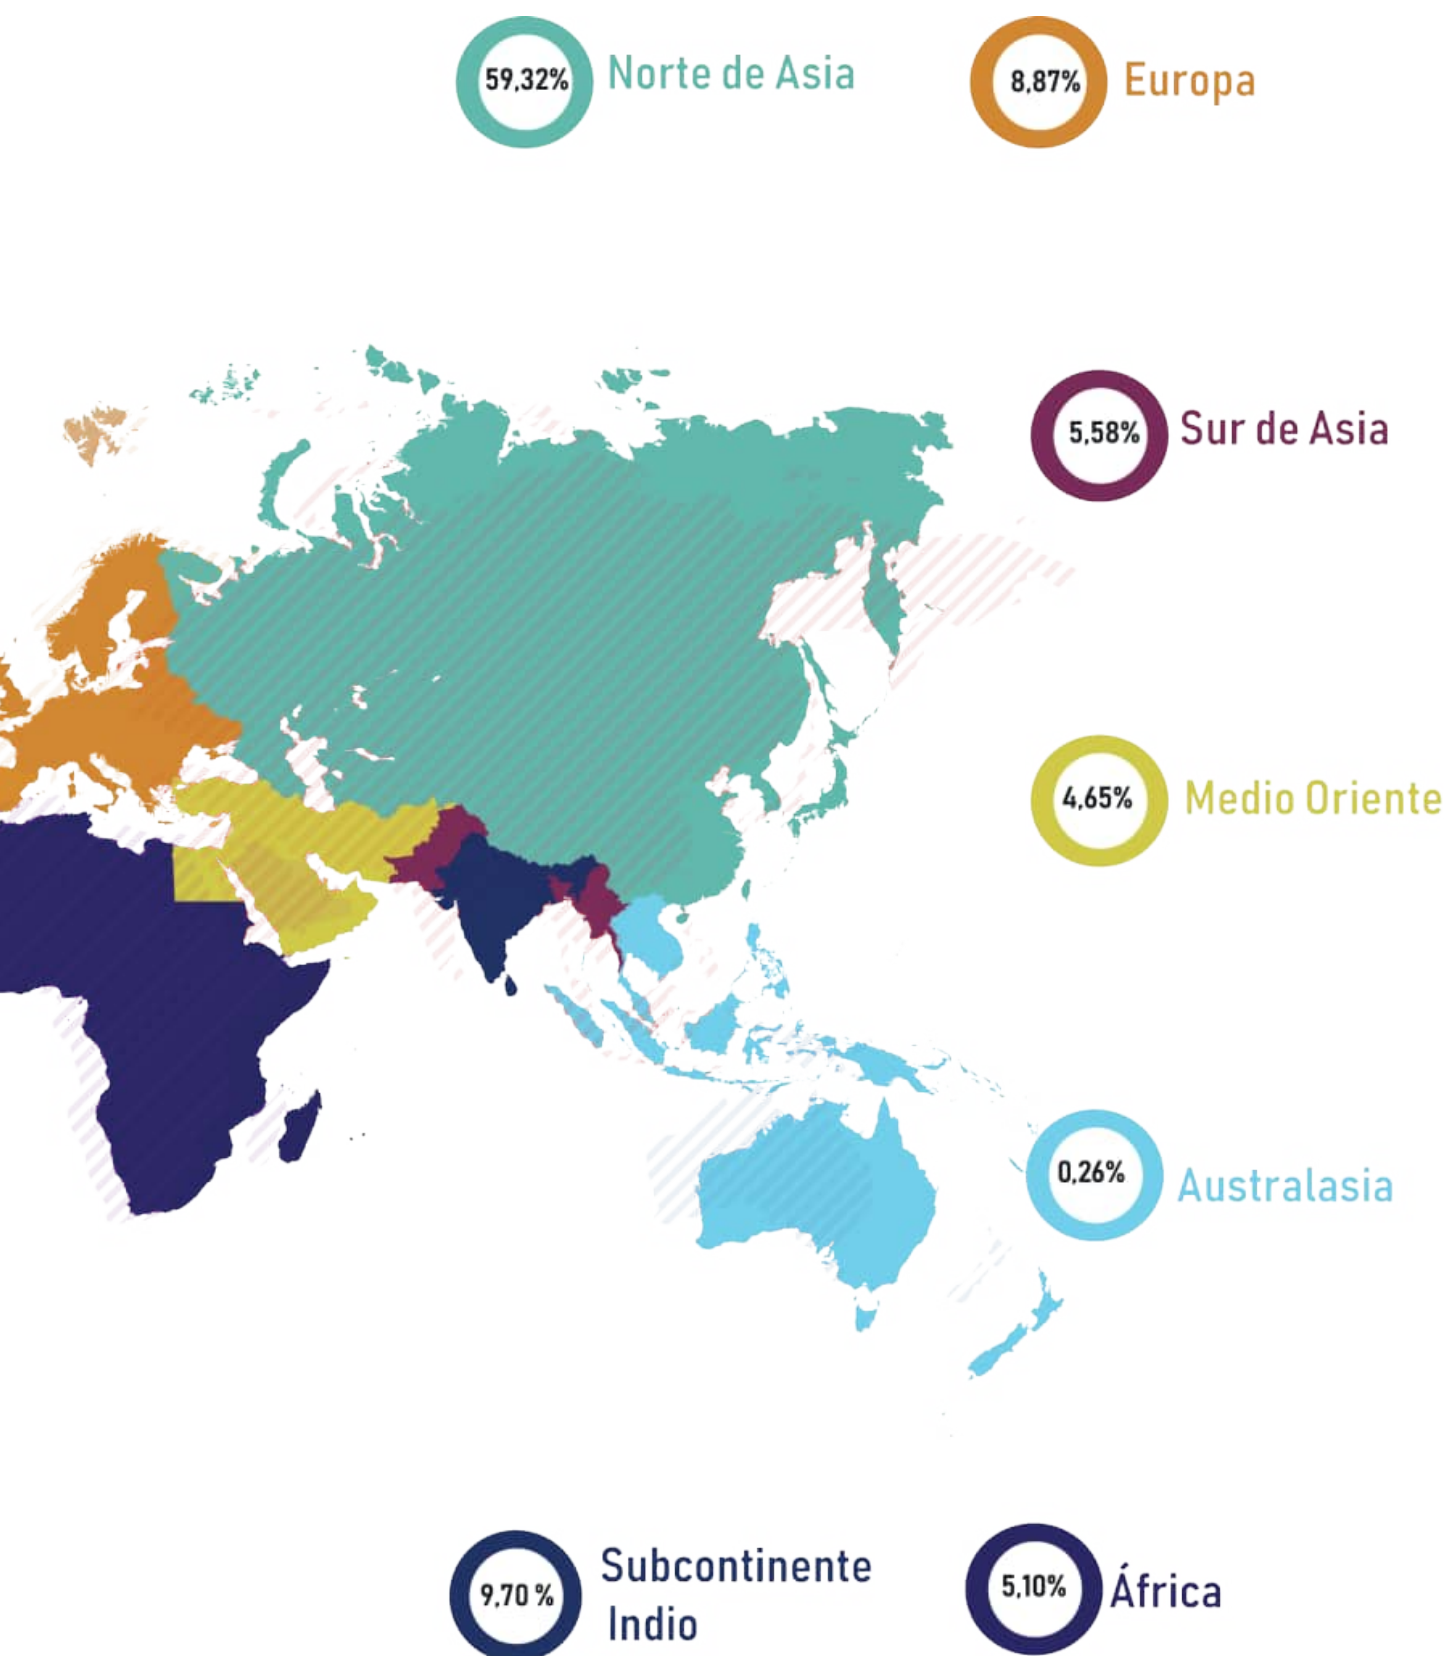 59,32%
Norte de Asia
8,87%
Europa
5,58%
Sur de Asia
4,65%
Medio Oriente
0,26%
Australasia
9,70 %
Subcontinente
Indio
5,10%
África